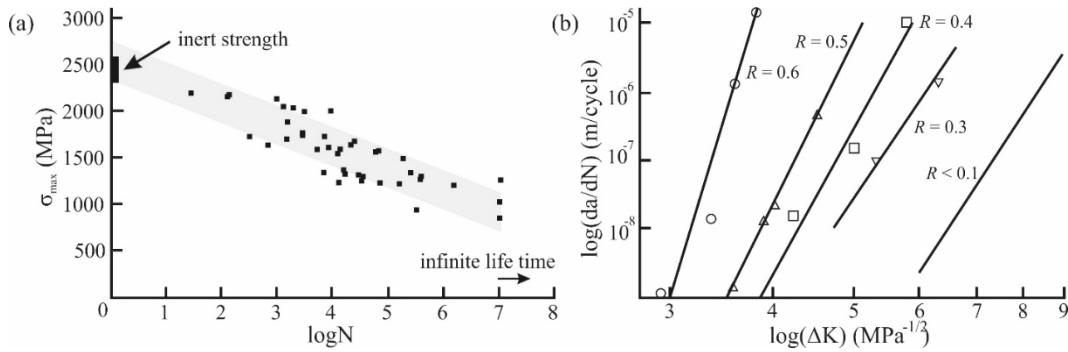 (a)
3000
2500
2000
1500
1000
500
0
σmax (MPa)
inert strength
infinite life time
0 1 2 3 4 5 6 7 8
logN
(b)
10^-5
10^-6
10^-7
10^-8
log(da/dN) (m/cycle)
R = 0.6
R = 0.5
R = 0.4
R = 0.3
R < 0.1
3 4 5 6 7 8 9
log(ΔK) (MPa^-1/2)